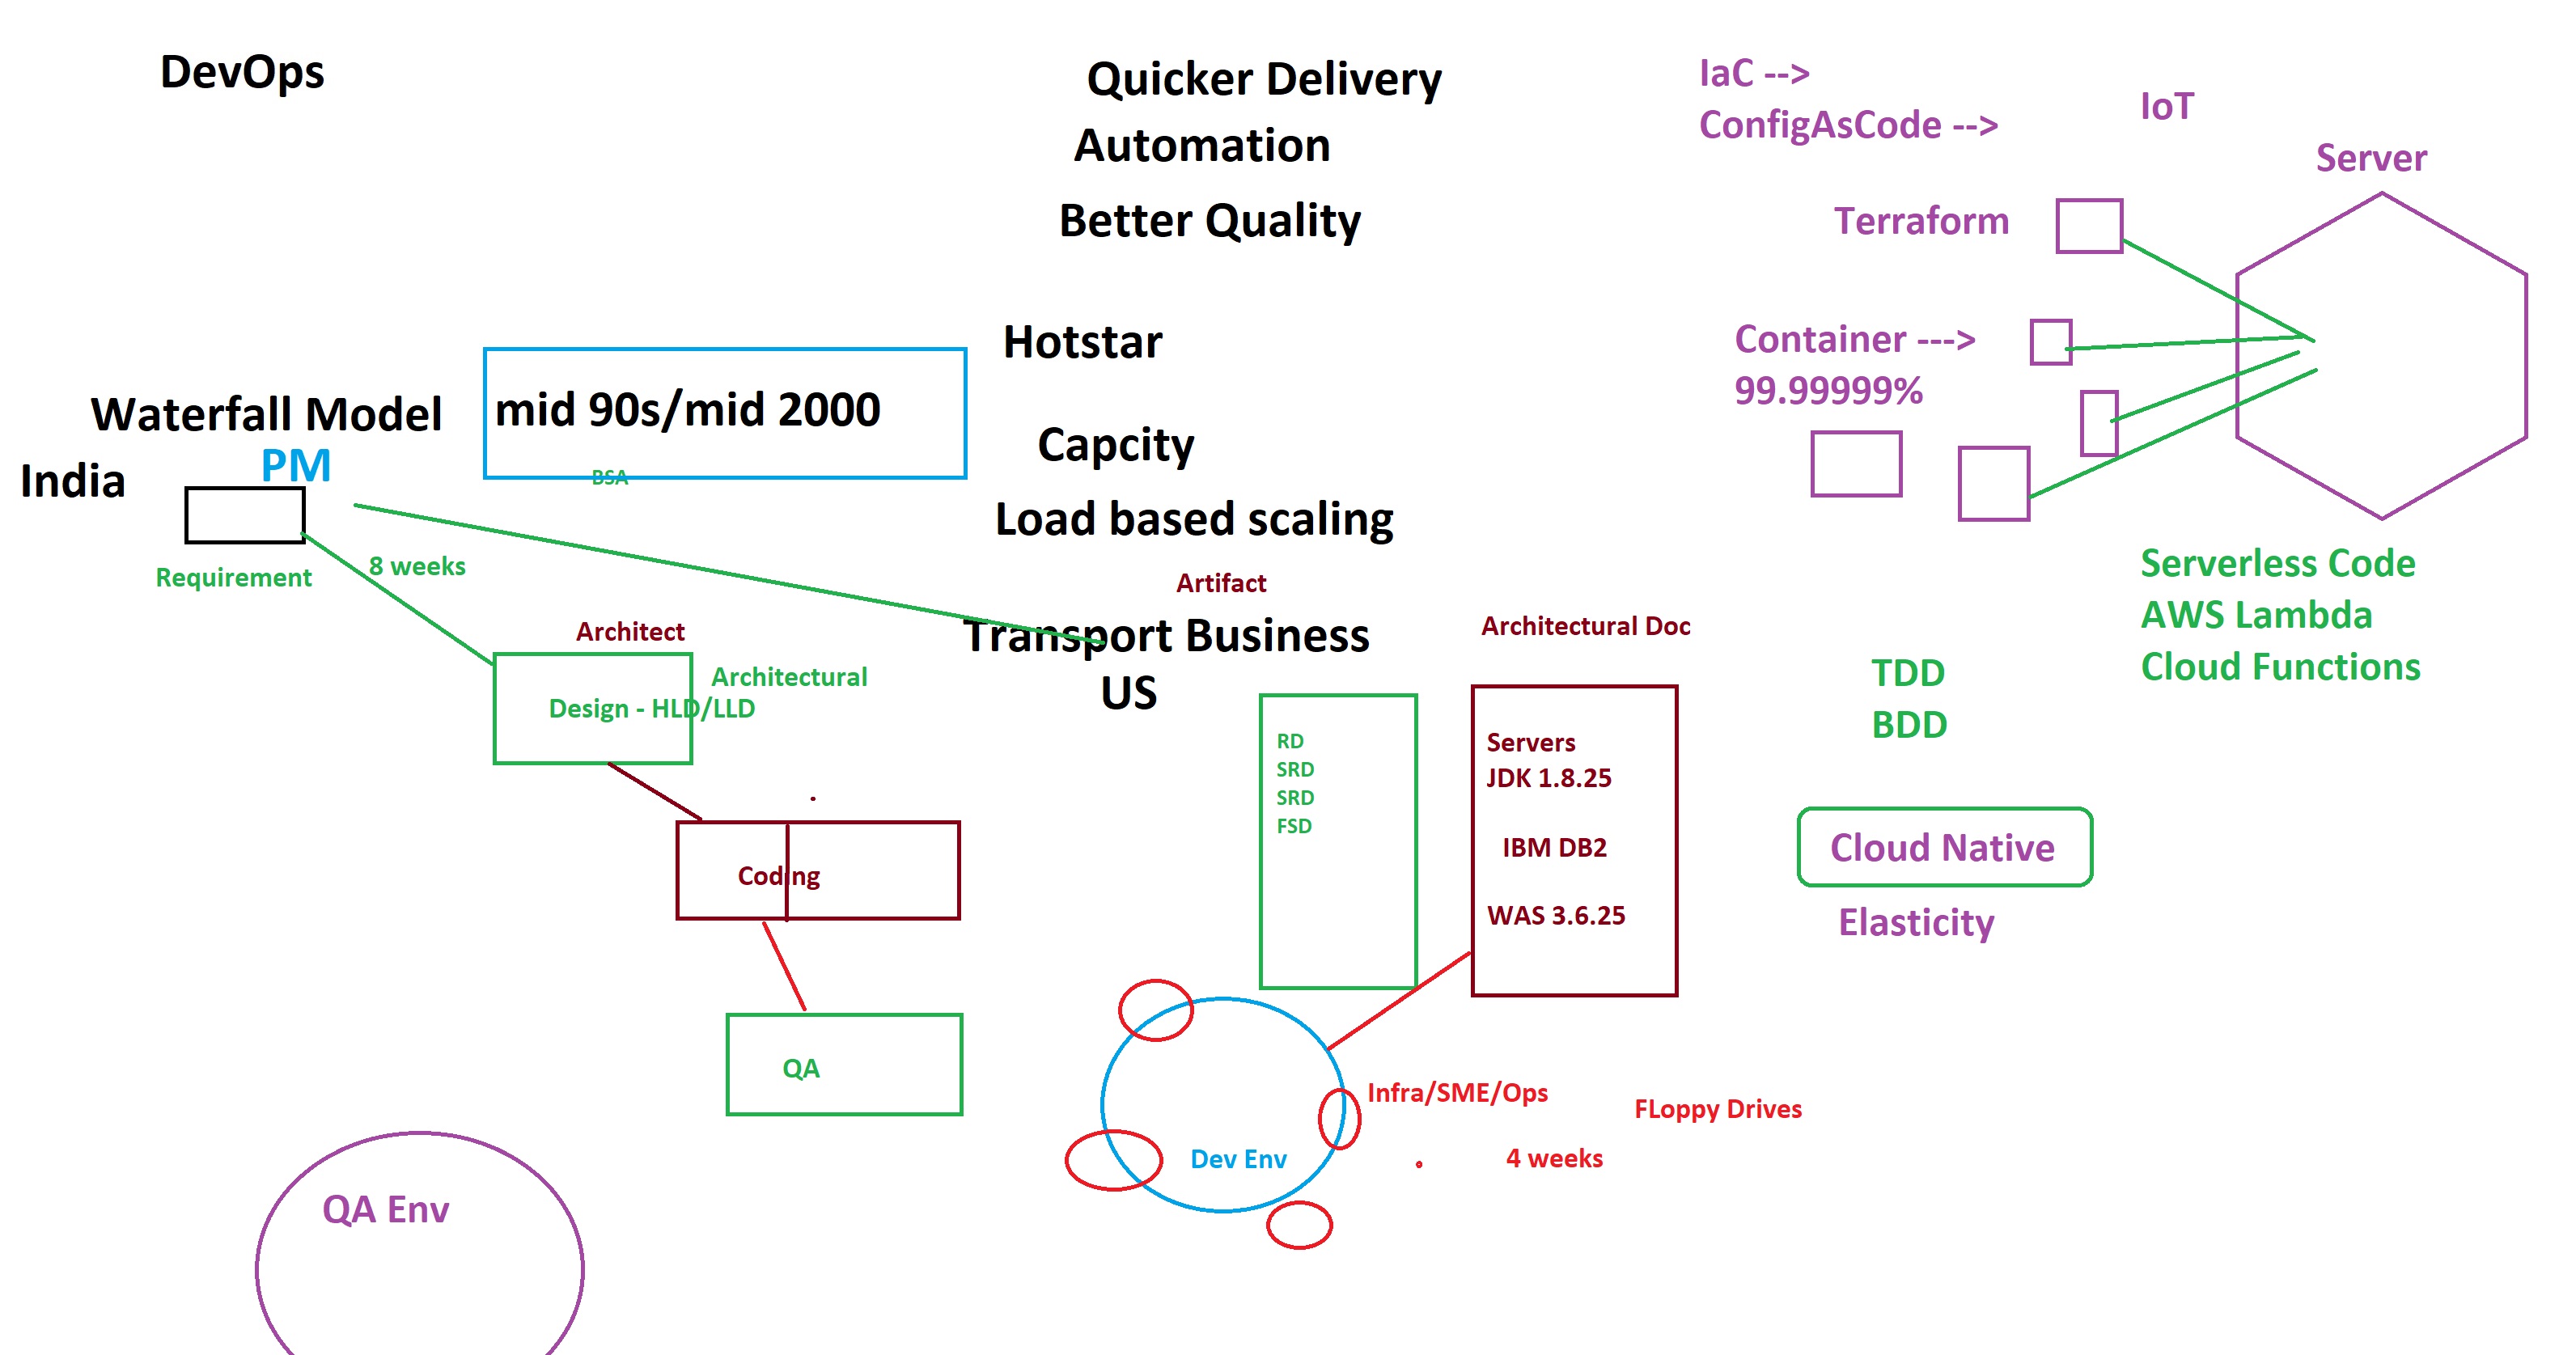 DevOps
Quicker Delivery
Automation
Better Quality
IaC -->
ConfigAsCode -->
IoT
Server
Terraform
Container --->
99.99999%
Hotstar
Capcity
Load based scaling
mid 90s/mid 2000
BSA
Waterfall Model
PM
India
Requirement
8 weeks
Artifact
Transport Business
US
Architect
Architectural
Design - HLD/LLD
Coding
QA
QA Env
Architectural Doc
RD
SRD
SRD
FSD
Servers
JDK 1.8.25
IBM DB2
WAS 3.6.25
Dev Env
Infra/SME/Ops
4 weeks
FLoppy Drives
Serverless Code
AWS Lambda
Cloud Functions
TDD
BDD
Cloud Native
Elasticity